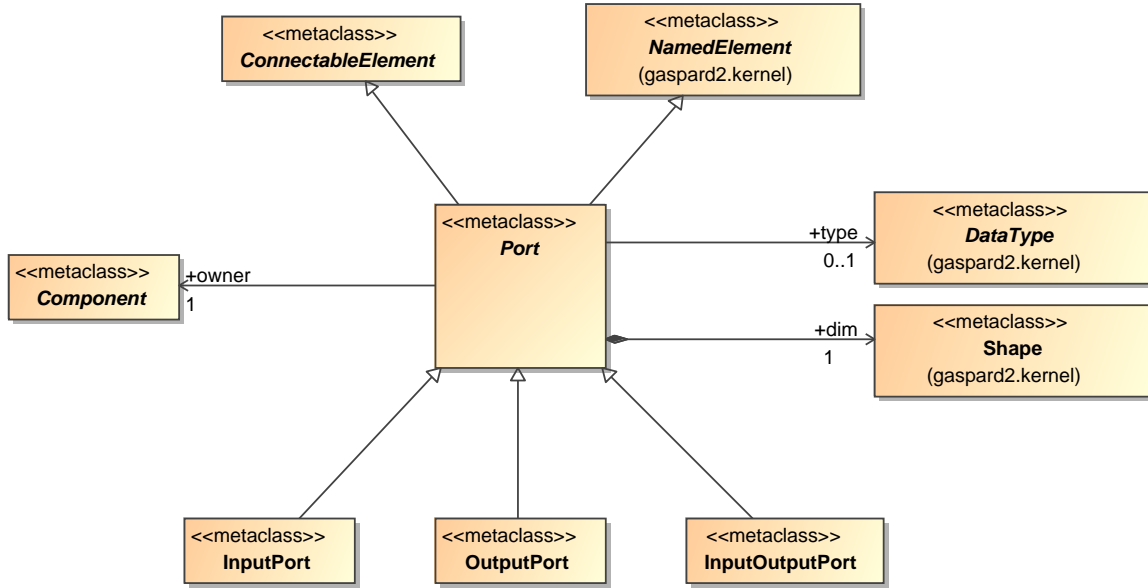 <<metaclass>>
ConnectableElement
<<metaclass>>
NamedElement
(gaspard2.kernel)
<<metaclass>>
Port
+type
0..1
<<metaclass>>
DataType
(gaspard2.kernel)
<<metaclass>>
Component
+owner
1
+dim
1
<<metaclass>>
Shape
(gaspard2.kernel)
<<metaclass>>
InputPort
<<metaclass>>
OutputPort
<<metaclass>>
InputOutputPort